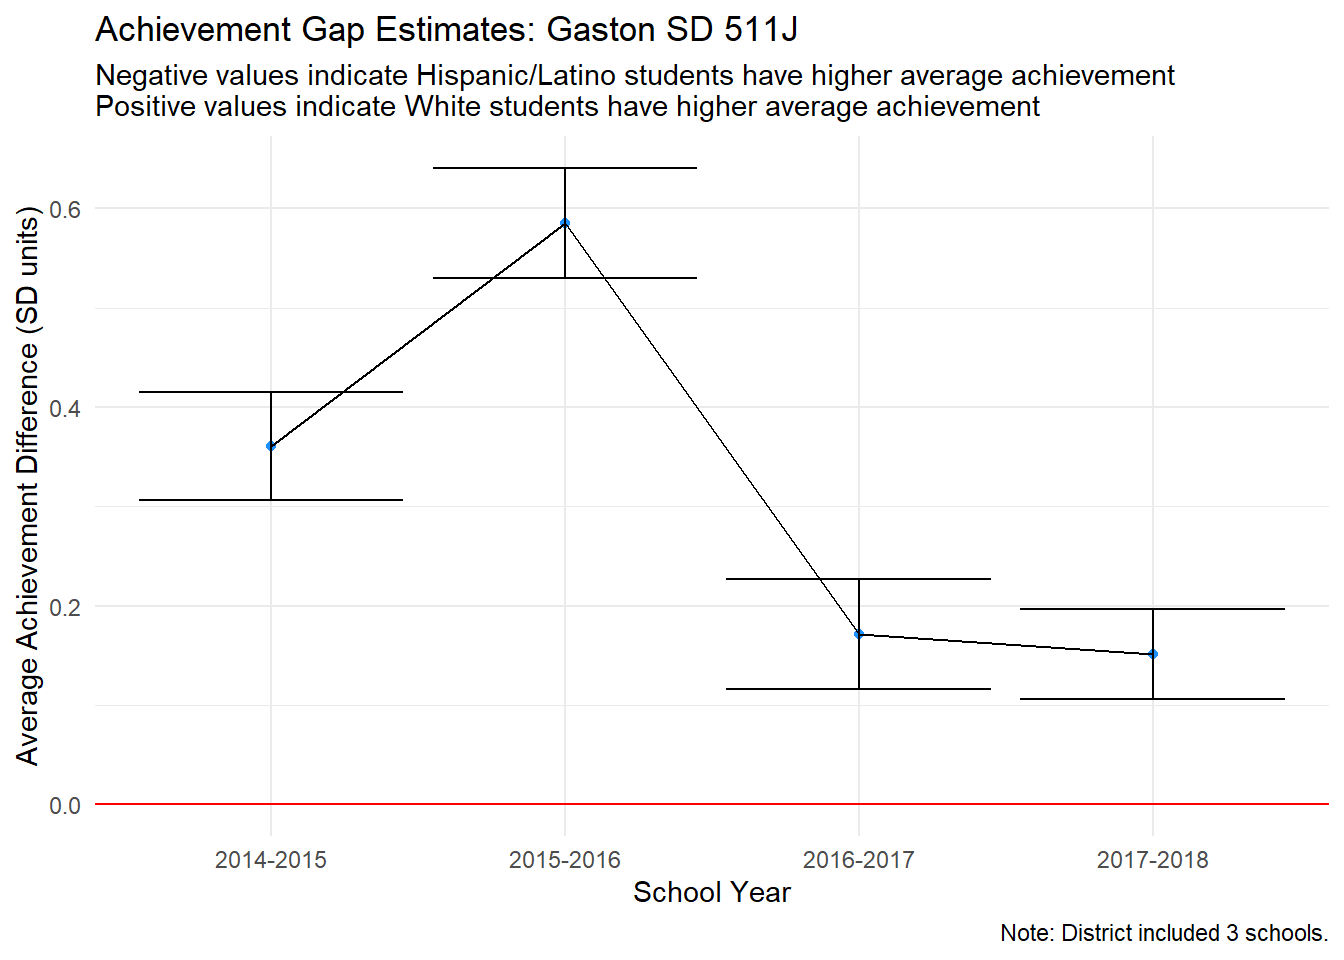 Achievement Gap Estimates: Gaston SD 511J
Negative values indicate Hispanic/Latino students have higher average achievement
Positive values indicate White students have higher average achievement
Average Achievement Difference (SD units)
0.6
0.4
0.2
0.0
2014-2015
2015-2016
2016-2017
2017-2018
School Year
Note: District included 3 schools.